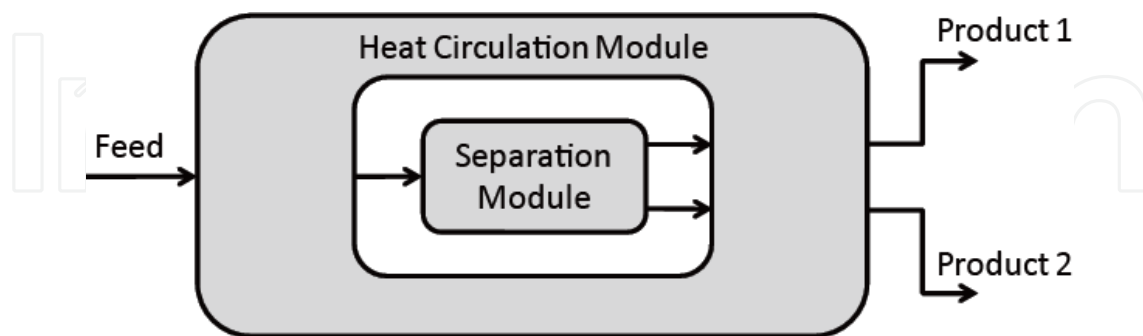 Heat Circulation Module
Product 1
Feed
Separation
Module
Product 2